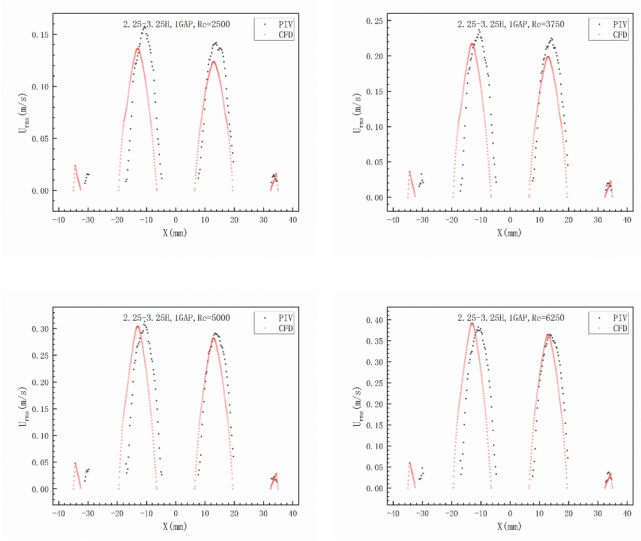 2.25-3.25H, 1GAP, Re=2500
PIV
CFD
0.15
0.10
0.05
0.00
U_rms (m/s)
-40 -30 -20 -10 0 10 20 30 40
X (mm)
2.25-3.25H, 1GAP, Re=3750
PIV
CFD
0.25
0.20
0.15
0.10
0.05
0.00
U_rms (m/s)
-40 -30 -20 -10 0 10 20 30 40
X (mm)
2.25-3.25H, 1GAP, Re=5000
PIV
CFD
0.30
0.25
0.20
0.15
0.10
0.05
0.00
U_rms (m/s)
-40 -30 -20 -10 0 10 20 30 40
X (mm)
2.25-3.25H, 1GAP, Re=6250
PIV
CFD
0.40
0.35
0.30
0.25
0.20
0.15
0.10
0.05
0.00
U_rms (m/s)
-40 -30 -20 -10 0 10 20 30 40
X (mm)